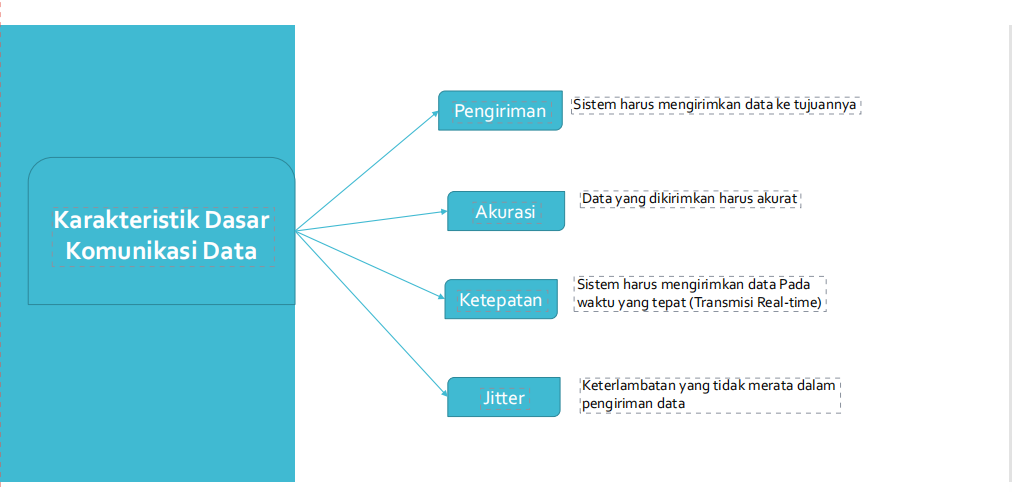 Karakteristik Dasar
Komunikasi Data
Pengiriman
Sistem harus mengirimkan data ke tujuannya
Akurasi
Data yang dikirimkan harus akurat
Ketepatan
Sistem harus mengirimkan data Pada
waktu yang tepat (Transmisi Real-time)
Jitter
Keterlambatan yang tidak merata dalam
pengiriman data